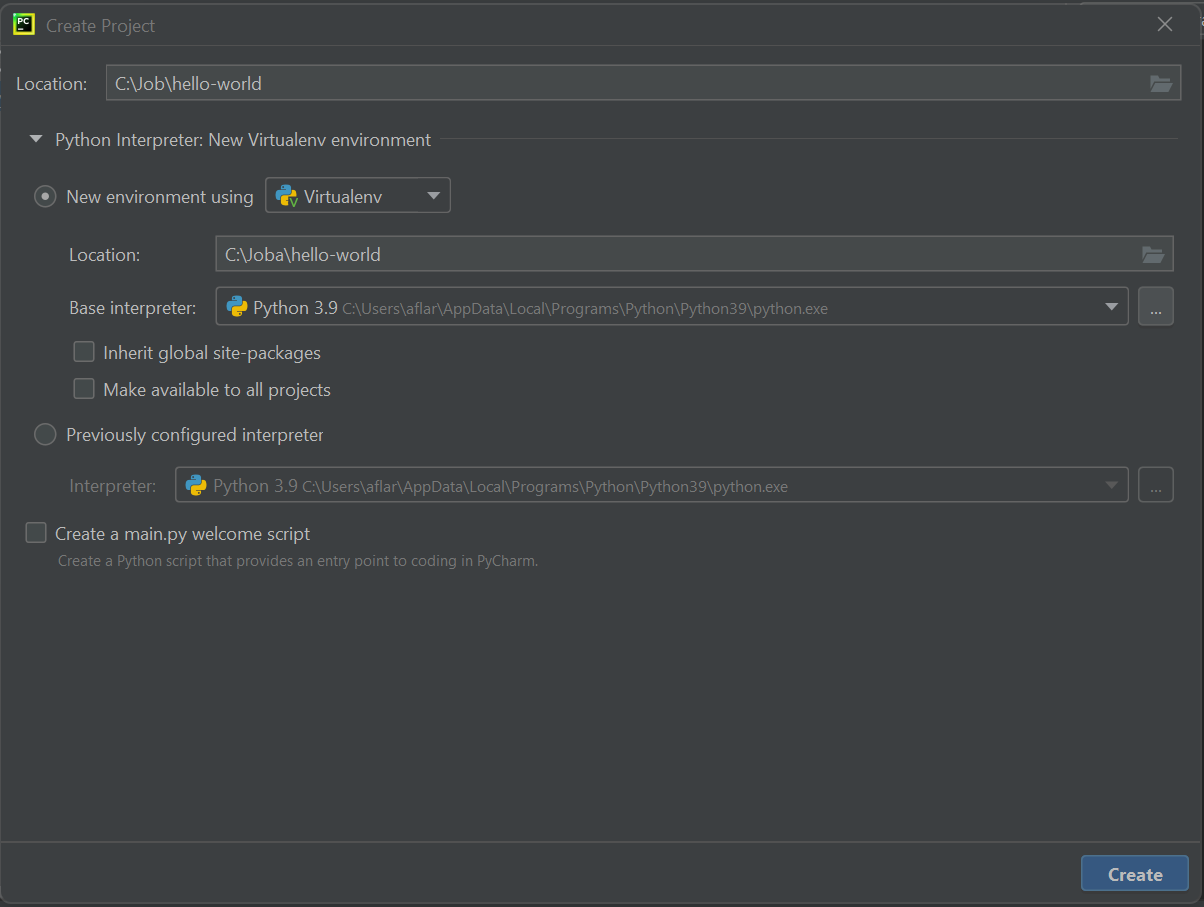 PC
Create Project
Location: C:\Job\hello-world
Python Interpreter: New Virtualenv environment
New environment using Virtualenv
Location: C:\Joba\hello-world
Base interpreter: Python 3.9 C:\Users\aflar\AppData\Local\Programs\Python\Python39\python.exe ...
Inherit global site-packages
Make available to all projects
Previously configured interpreter
Interpreter: Python 3.9 C:\Users\aflar\AppData\Local\Programs\Python\Python39\python.exe ...
Create a main.py welcome script
Create a Python script that provides an entry point to coding in PyCharm.
Create